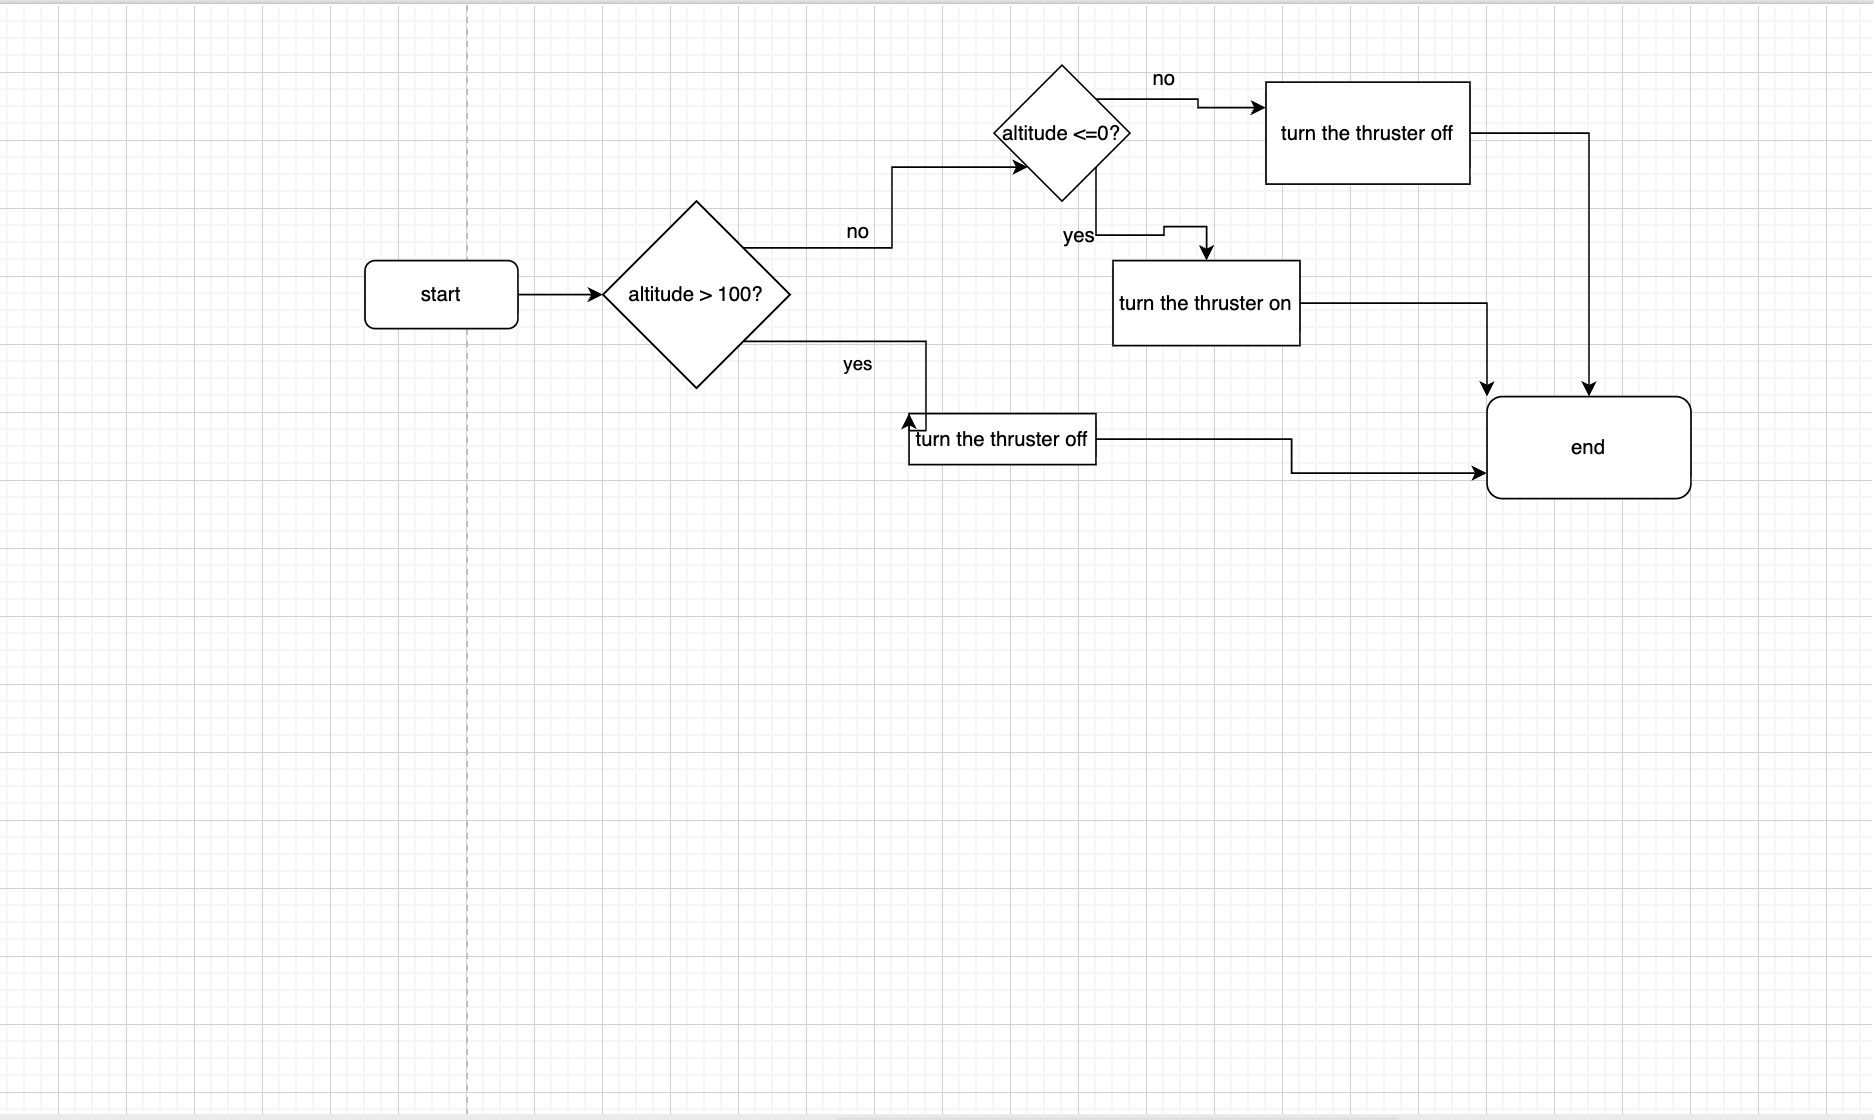 no
altitude <=0?
turn the thruster off
no
yes
start
altitude > 100?
turn the thruster on
yes
turn the thruster off
end